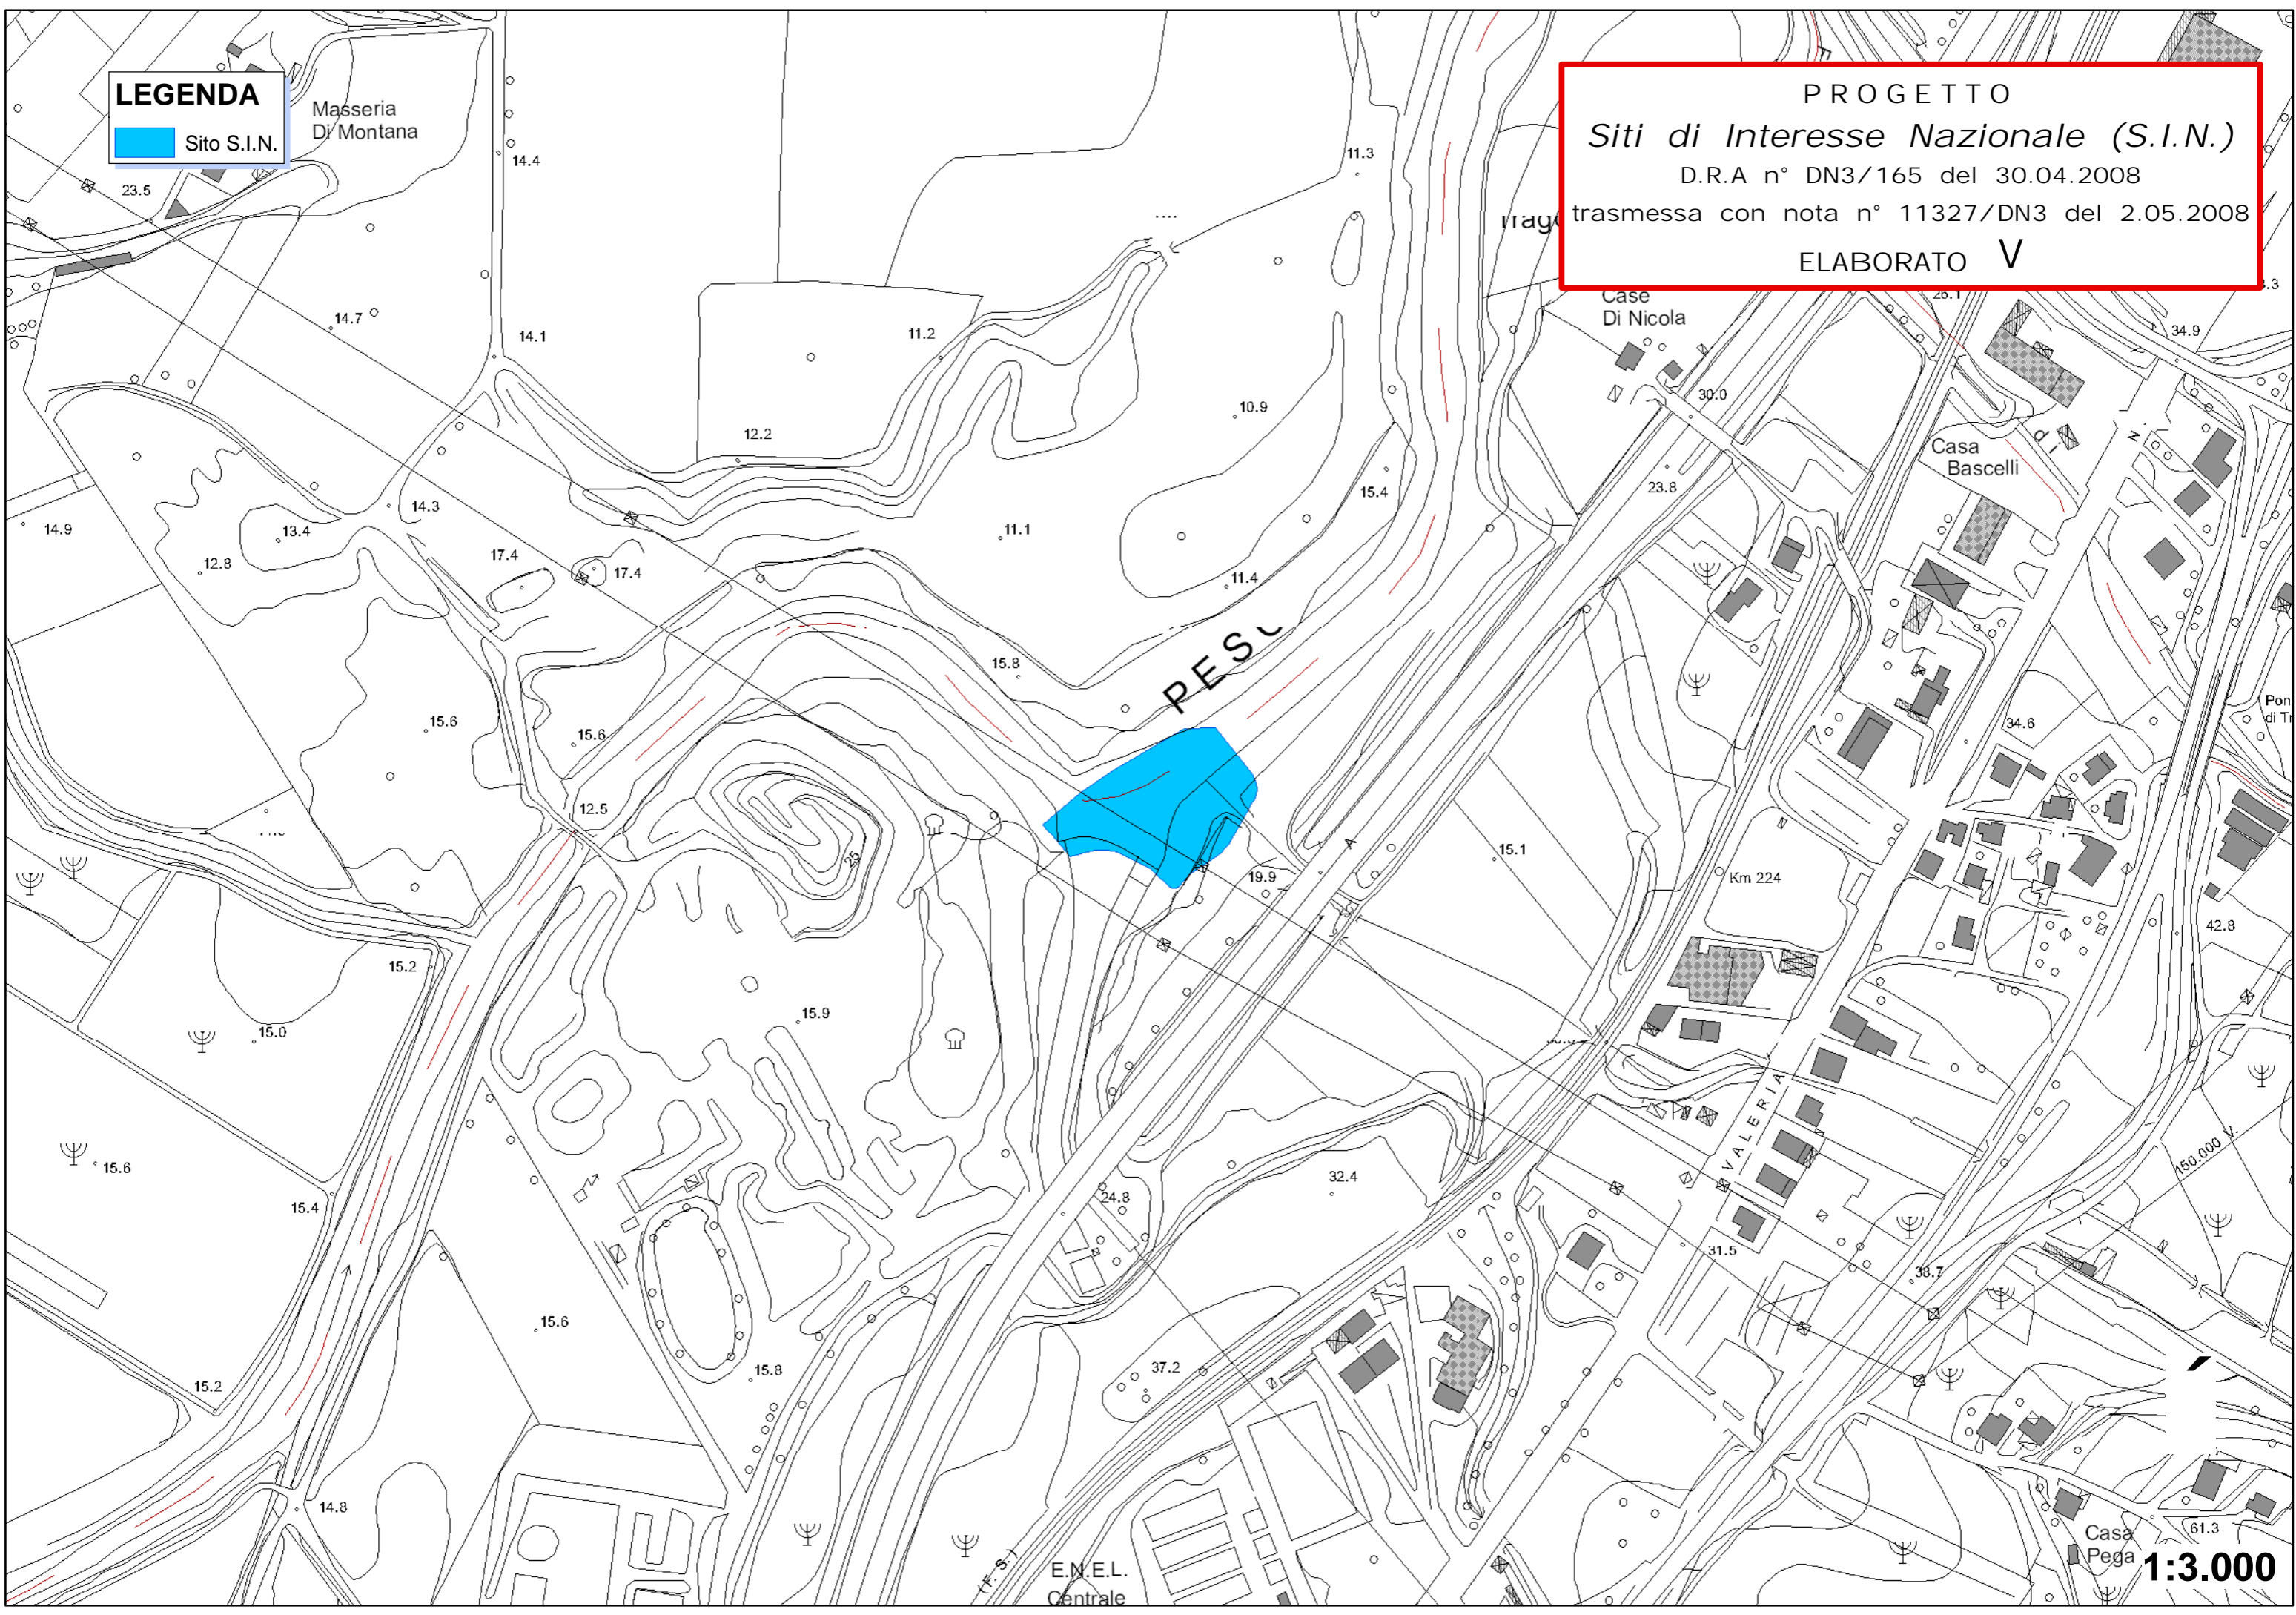 LEGENDA
Sito S.I.N.
PROGETTO
Siti di Interesse Nazionale (S.I.N.)
D.R.A n° DN3/165 del 30.04.2008
trasmessa con nota n° 11327/DN3 del 2.05.2008
ELABORATO V
Masseria
Di Montana
23.5
14.4
11.3
14.7
14.1
11.2
Case
Di Nicola
26.1
34.9
10.9
30.0
12.2
Casa
Bascelli
di
N.
23.8
15.4
14.3
14.9
13.4
11.1
12.8
17.4
17.4
11.4
15.8
PESC
15.6
15.6
34.6
12.5
25
A
15.1
19.9
Km 224
42.8
15.2
15.9
15.0
VALERIA
150.000 V.
15.6
15.4
24.8
32.4
31.5
38.7
15.6
15.8
37.2
15.2
14.8
(F. S.)
E.N.E.L.
Centrale
Casa
Pega
61.3
1:3.000